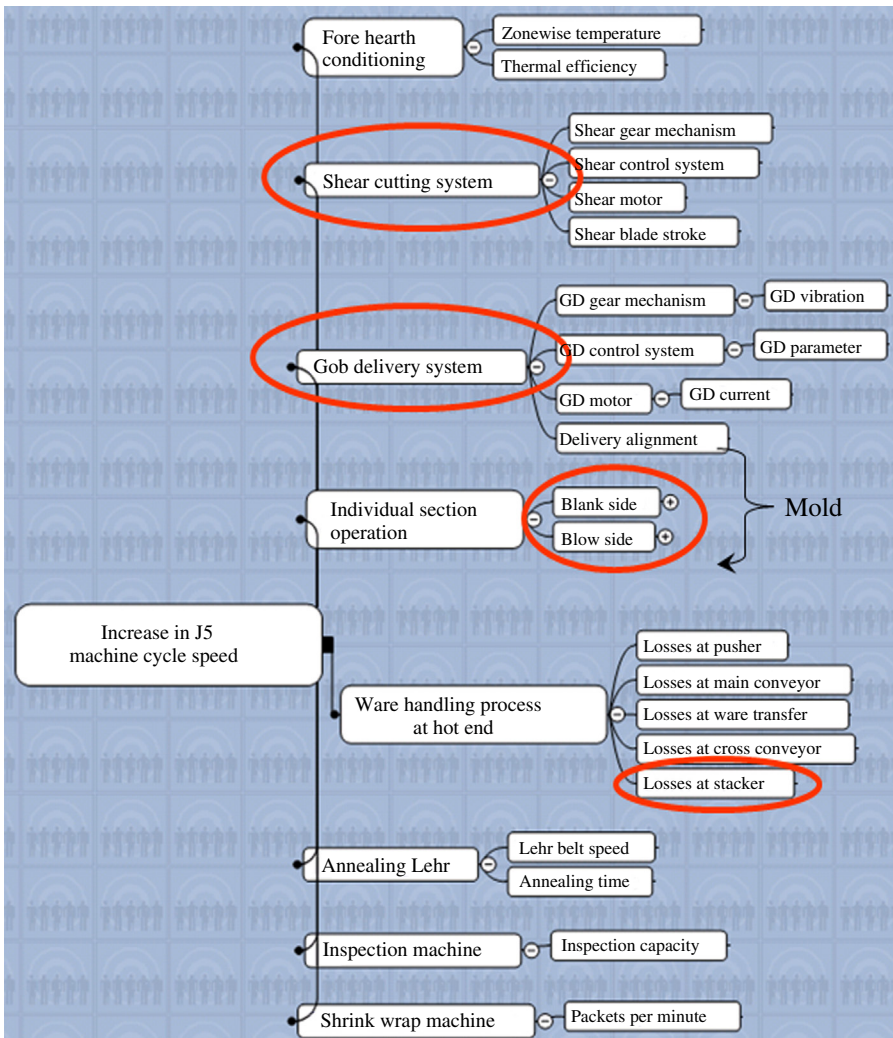 Fore hearth
conditioning
Zonewise temperature
Thermal efficiency
Shear cutting system
Shear gear mechanism
Shear control system
Shear motor
Shear blade stroke
Gob delivery system
GD gear mechanism
GD vibration
GD control system
GD parameter
GD motor
GD current
Delivery alignment
Mold
Individual section
operation
Blank side
Blow side
Increase in J5
machine cycle speed
Ware handling process
at hot end
Losses at pusher
Losses at main conveyor
Losses at ware transfer
Losses at cross conveyor
Losses at stacker
Annealing Lehr
Lehr belt speed
Annealing time
Inspection machine
Inspection capacity
Shrink wrap machine
Packets per minute